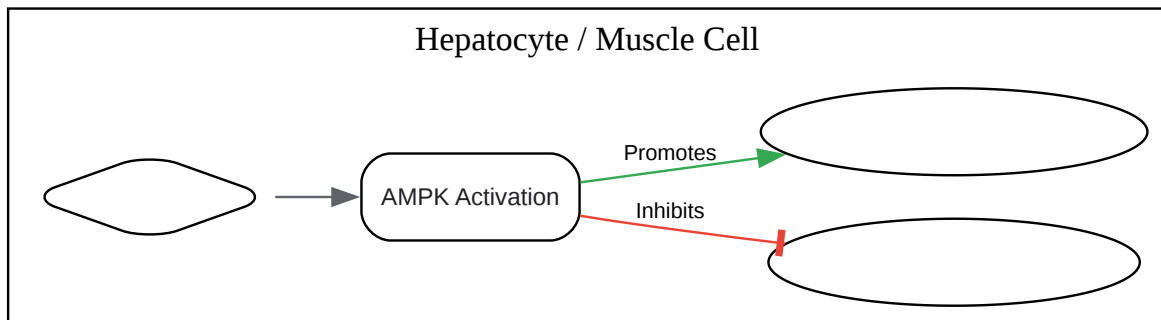 Hepatocyte / Muscle Cell
Promotes
AMPK Activation
Inhibits